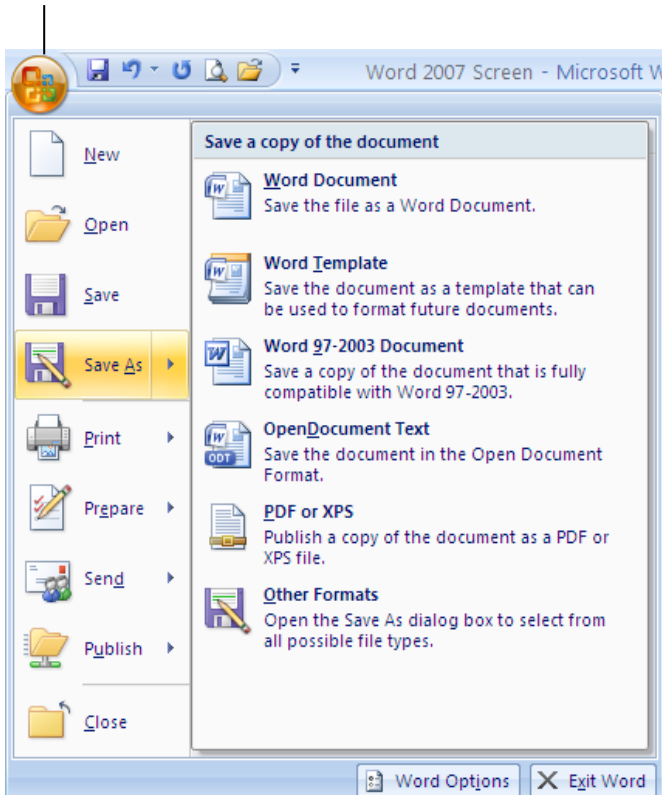 Word 2007 Screen - Microsoft W
New
Open
Save
Save As
Print
Prepare
Send
Publish
Close
Save a copy of the document
Word Document
Save the file as a Word Document.
Word Template
Save the document as a template that can
be used to format future documents.
Word 97-2003 Document
Save a copy of the document that is fully
compatible with Word 97-2003.
OpenDocument Text
ODT
Save the document in the Open Document
Format.
PDF or XPS
Publish a copy of the document as a PDF or
XPS file.
Other Formats
Open the Save As dialog box to select from
all possible file types.
Word Options
Exit Word